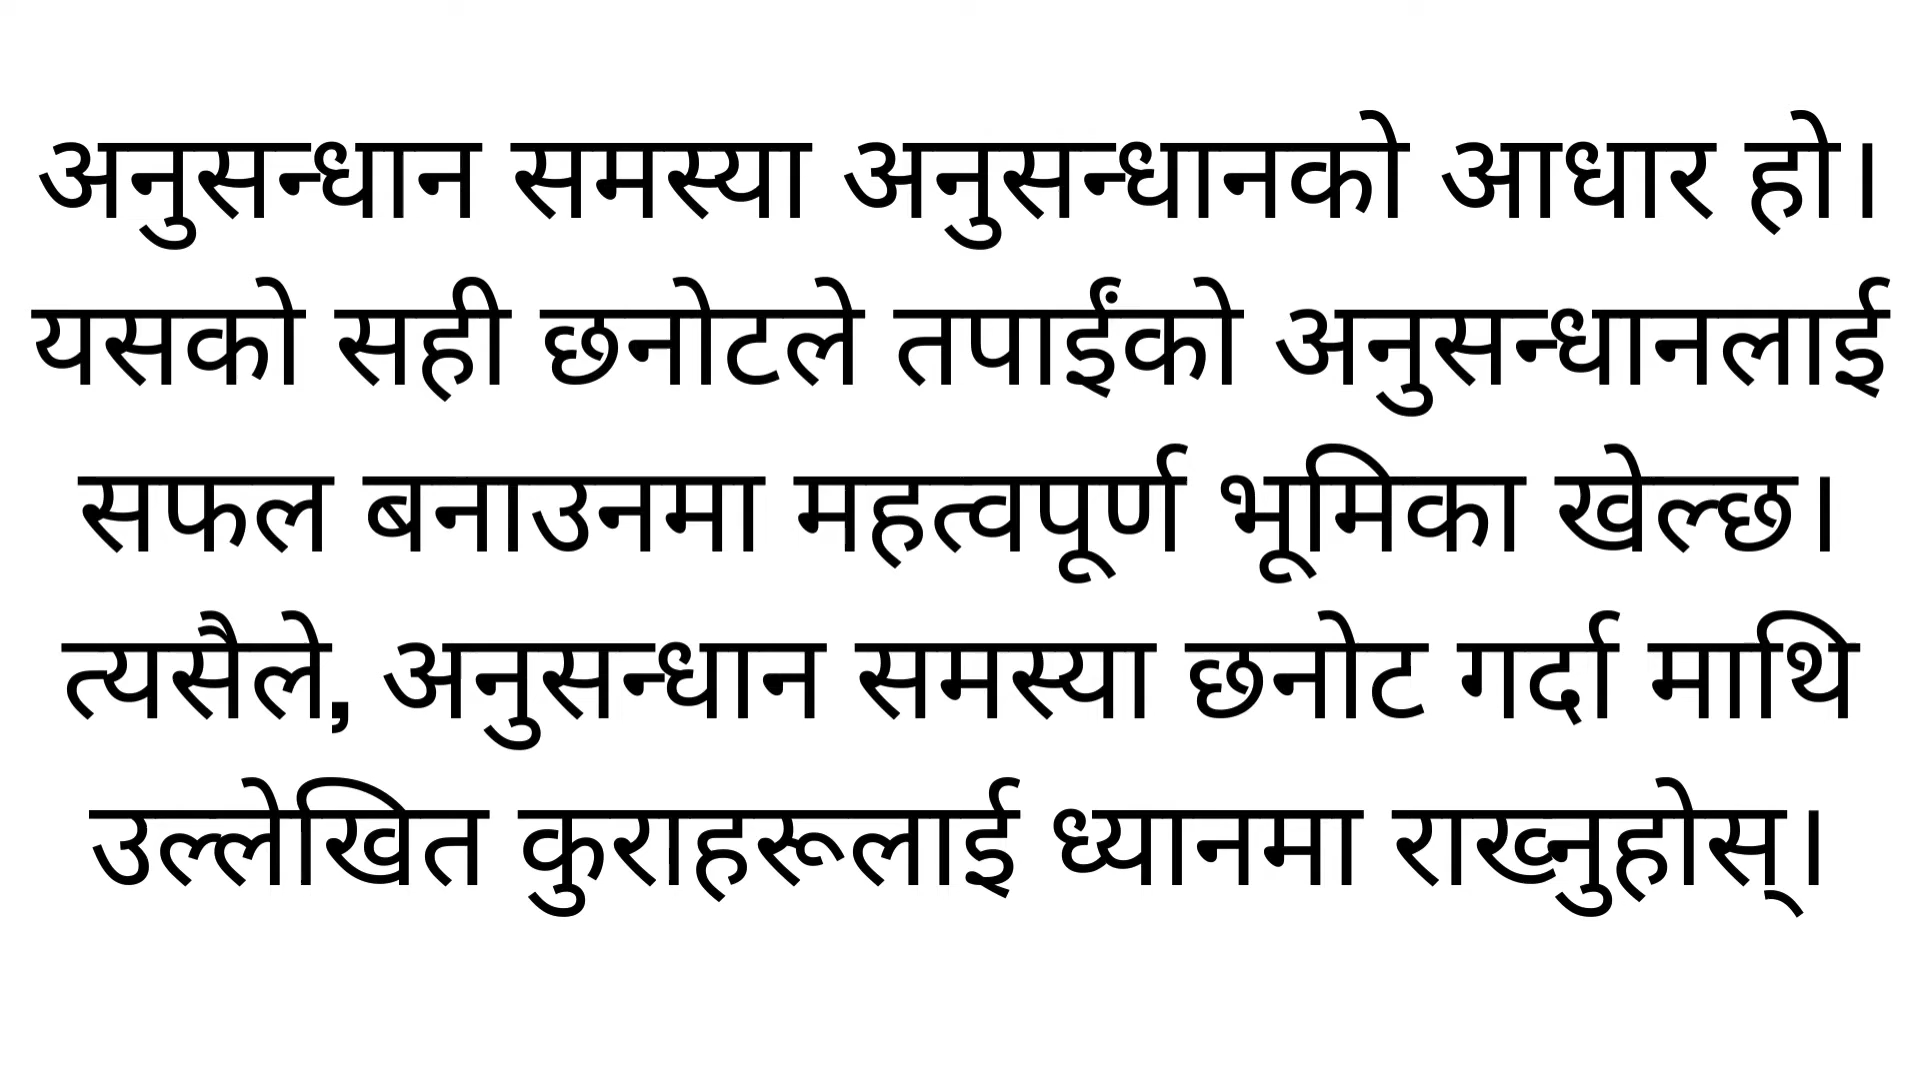 अनुसन्धान समस्या अनुसन्धानको आधार हो।
यसको सही छनोटले तपाईंको अनुसन्धानलाई
सफल बनाउनमा महत्वपूर्ण भूमिका खेल्छ।
त्यसैले, अनुसन्धान समस्या छनोट गर्दा माथि
उल्लेखित कुराहरूलाई ध्यानमा राख्नुहोस्।